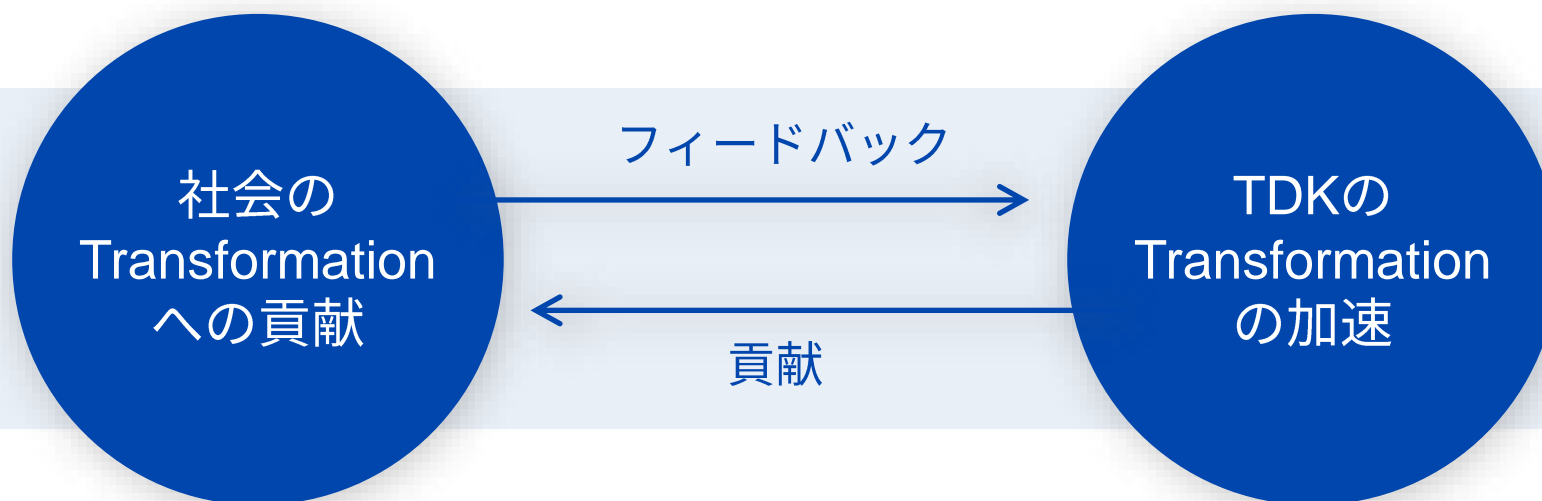 社会の
Transformation
への貢献
フィードバック
貢献
TDKの
Transformation
の加速